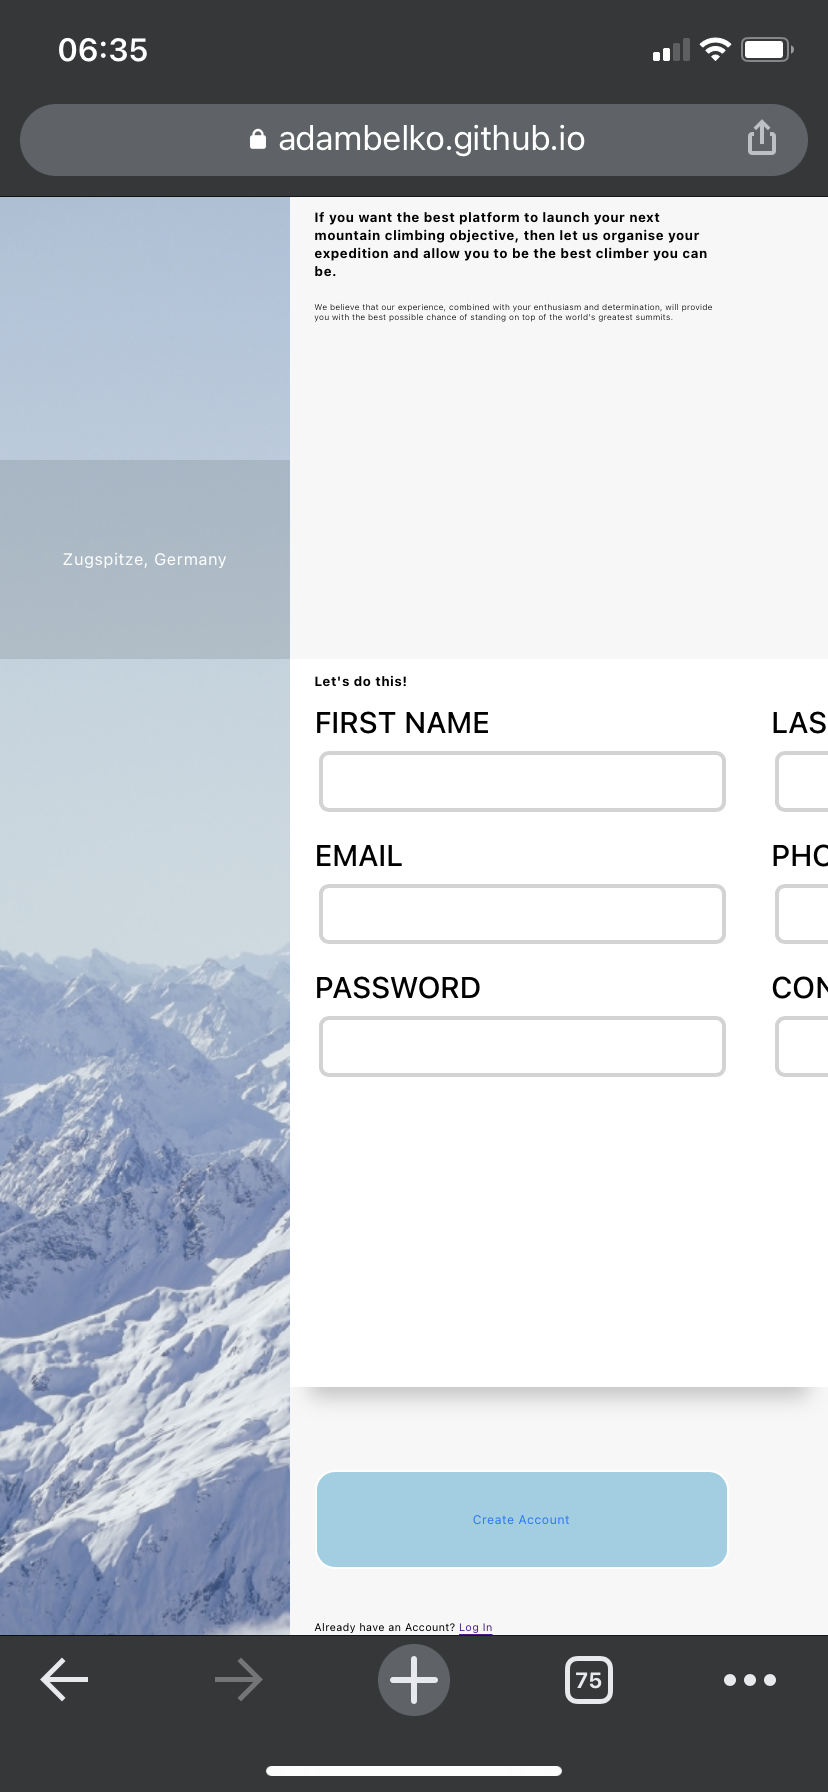 06:35
adambelko.github.io
If you want the best platform to launch your next
mountain climbing objective, then let us organise your
expedition and allow you to be the best climber you can
be.
We believe that our experience, combined with your enthusiasm and determination, will provide
you with the best possible chance of standing on top of the world's greatest summits.
Zugspitze, Germany
Let's do this!
FIRST NAME
LAS
EMAIL
PHO
PASSWORD
CON
Create Account
Already have an Account? Log In
75